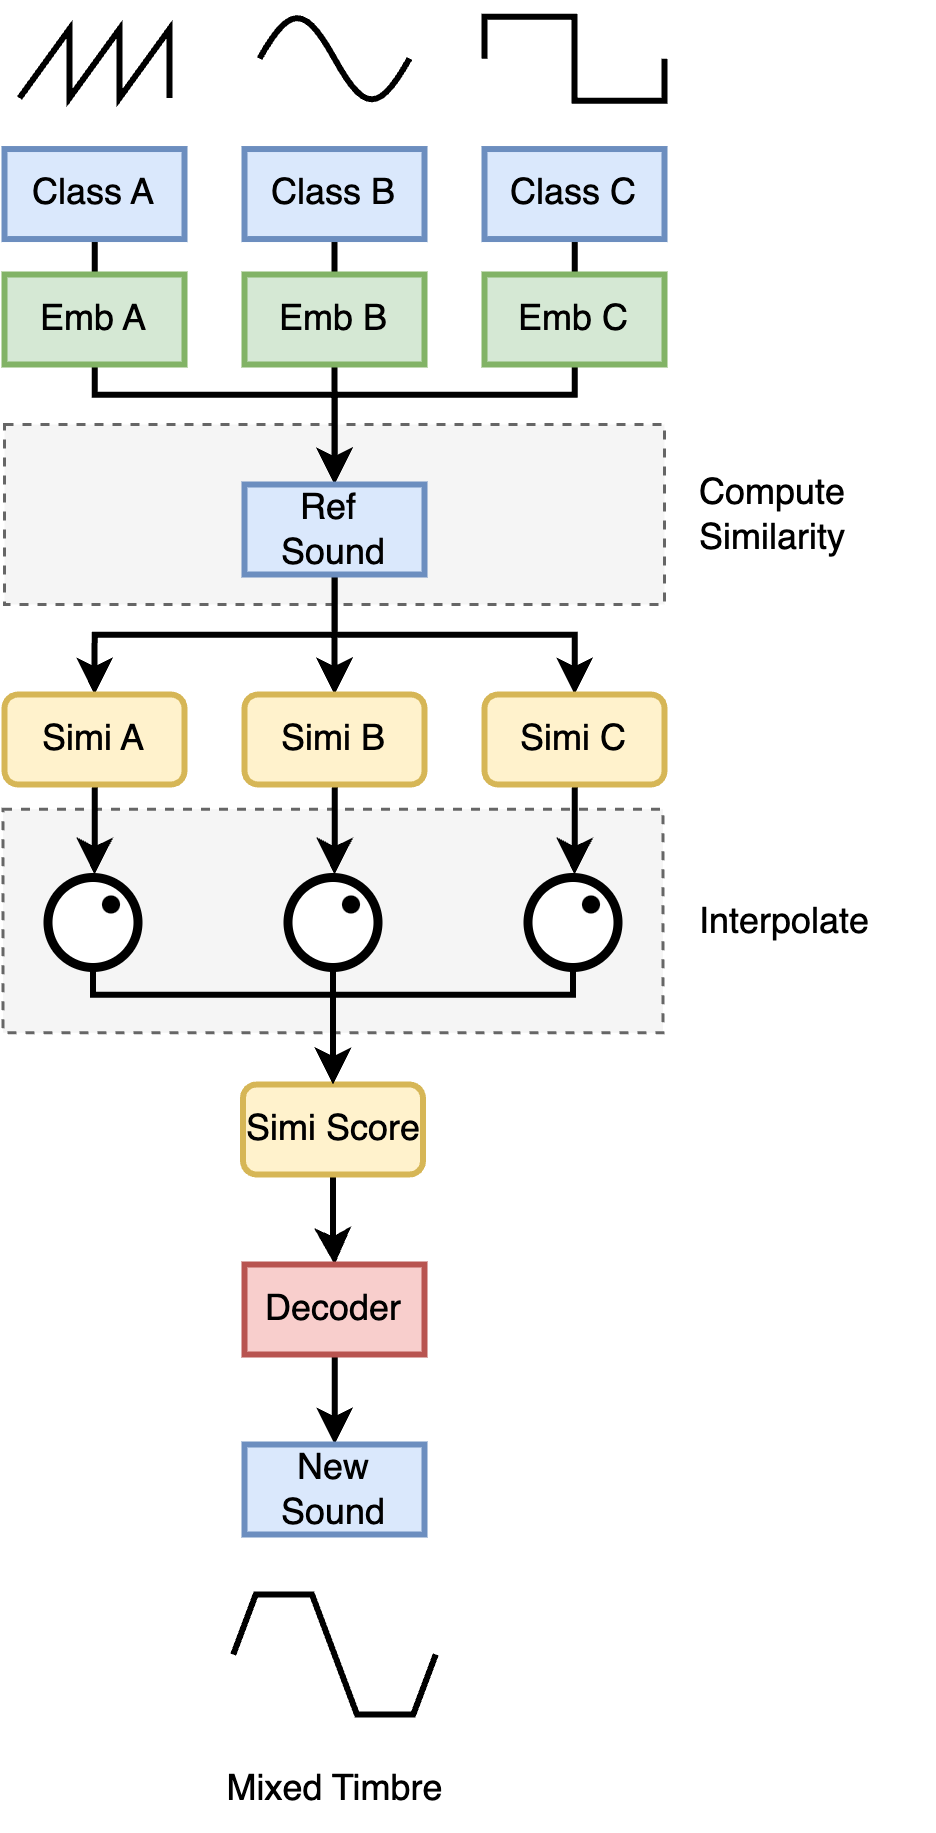 Class A
Class B
Class C
Emb A
Emb B
Emb C
Ref
Sound
Compute
Similarity
Simi A
Simi B
Simi C
Interpolate
Simi Score
Decoder
New
Sound
Mixed Timbre